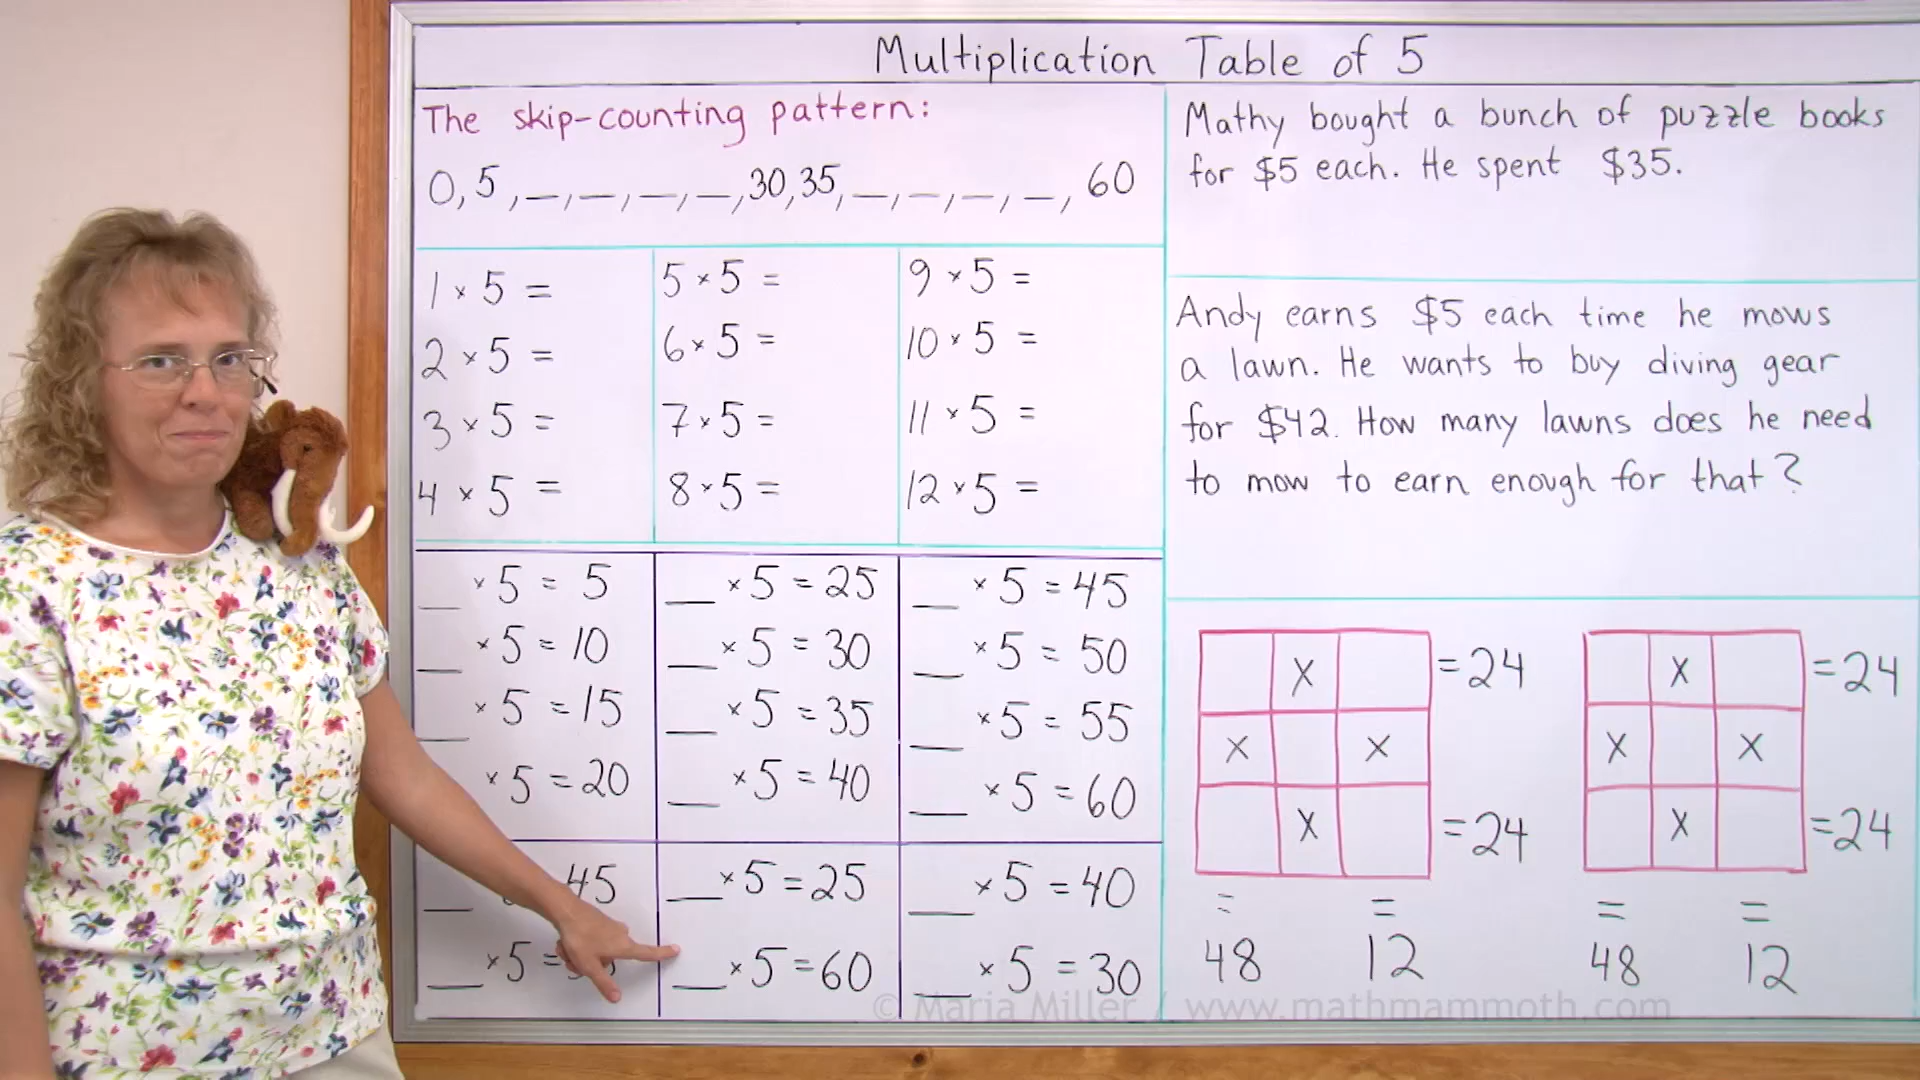 Multiplication Table of 5
The skip-counting pattern:
0, 5, _, _, _, _, 30, 35, _, _, _, _, 60
1 × 5 =
2 × 5 =
3 × 5 =
4 × 5 =
5 × 5 =
6 × 5 =
7 × 5 =
8 × 5 =
9 × 5 =
10 × 5 =
11 × 5 =
12 × 5 =
__ × 5 = 5
__ × 5 = 10
__ × 5 = 15
× 5 = 20
__ × 5 = 25
__ × 5 = 30
__ × 5 = 35
__ × 5 = 40
__ × 5 = 45
__ × 5 = 50
__ × 5 = 55
__ × 5 = 60
__ 45
__ × 5 =
__ × 5 = 25
__ × 5 = 60
__ × 5 = 40
__ × 5 = 30
Mathy bought a bunch of puzzle books
for $5 each. He spent $35.
Andy earns $5 each time he mows
a lawn. He wants to buy diving gear
for $42. How many lawns does he need
to mow to earn enough for that?
X = 24
X X
X = 24
= =
48 12
X = 24
X X
X = 24
= =
48 12
© Maria Miller / www.mathmammoth.com